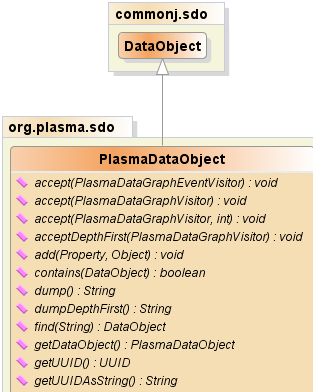 commonj.sdo
DataObject
org.plasma.sdo
PlasmaDataObject
accept(PlasmaDataGraphEventVisitor) : void
accept(PlasmaDataGraphVisitor) : void
accept(PlasmaDataGraphVisitor, int) : void
acceptDepthFirst(PlasmaDataGraphVisitor) : void
add(Property, Object) : void
contains(DataObject) : boolean
dump() : String
dumpDepthFirst() : String
find(String) : DataObject
getDataObject() : PlasmaDataObject
getUUID() : UUID
getUUIDAsString() : String